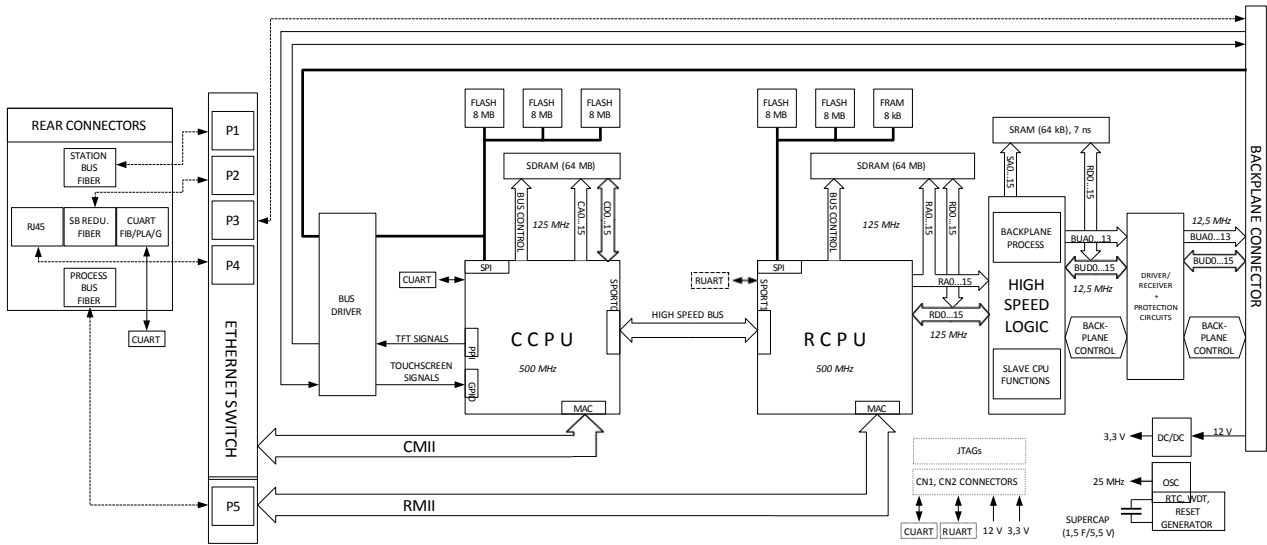 REAR CONNECTORS
STATION
BUS
FIBER
RJ45
SB REDU.
FIBER
CUART
FIB/PLA/G
PROCESS
BUS
FIBER
CUART
P1
P2
P3
P4
ETHERNET SWITCH
P5
BUS
DRIVER
FLASH
8 MB
FLASH
8 MB
FLASH
8 MB
SDRAM (64 MB)
BUS CONTROL
125 MHz
CA0...15
CD0...15
CUART
SPI
SPORT0
CCPU
500 MHz
PPI
GPIO
MAC
TFT SIGNALS
TOUCHSCREEN
SIGNALS
HIGH SPEED BUS
CMII
RMII
FLASH
8 MB
FLASH
8 MB
FRAM
8 kB
SDRAM (64 MB)
BUS CONTROL
125 MHz
RA0...15
RD0...15
RUART
SPI
SPORT1
RCPU
500 MHz
MAC
RA0...15
RD0...15
125 MHz
SRAM (64 kB), 7 ns
SA0...15
RD0...15
BACKPLANE
PROCESS
HIGH
SPEED
LOGIC
SLAVE CPU
FUNCTIONS
BUA0...13
BUD0...15
12,5 MHz
BACK-
PLANE
CONTROL
DRIVER/
RECEIVER
+
PROTECTION
CIRCUITS
12,5 MHz
BUA0...13
BUD0...15
BACK-
PLANE
CONTROL
BACKPLANE CONNECTOR
JTAGs
CN1, CN2 CONNECTORS
CUART
RUART
12 V
3,3 V
3,3 V
DC/DC
12 V
25 MHz
OSC
RTC, WDT,
RESET
GENERATOR
SUPERCAP
(1,5 F/5,5 V)